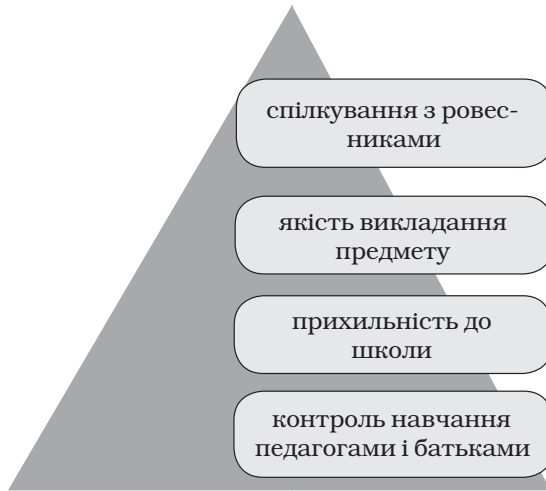 спілкування з ровес-
никами
якість викладання
предмету
прихильність до
школи
контроль навчання
педагогами і батьками